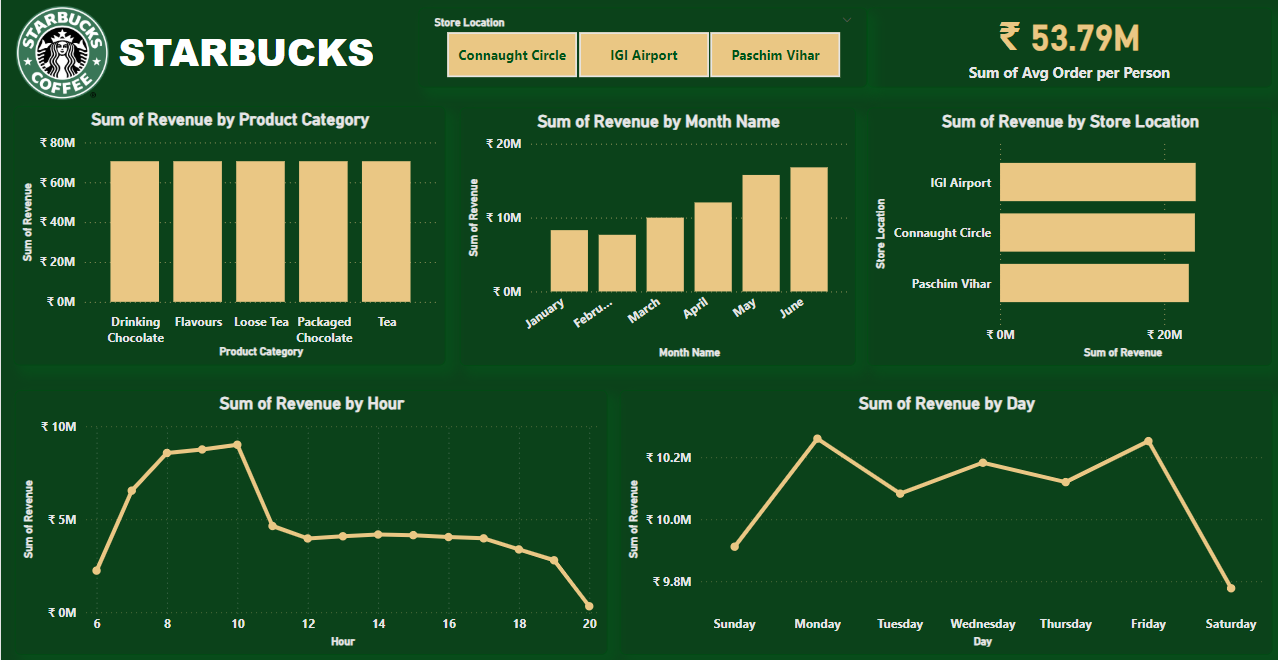 STARBUCKS
COFFEE
STARBUCKS
Store Location
Connaught Circle
IGI Airport
Paschim Vihar
₹ 53.79M
Sum of Avg Order per Person
Sum of Revenue by Product Category
Sum of Revenue
₹ 80M
₹ 60M
₹ 40M
₹ 20M
₹ 0M
Drinking Chocolate
Flavours
Loose Tea
Packaged Chocolate
Tea
Product Category
Sum of Revenue by Month Name
Sum of Revenue
₹ 20M
₹ 10M
₹ 0M
January
Febru...
March
April
May
June
Month Name
Sum of Revenue by Store Location
Store Location
IGI Airport
Connaught Circle
Paschim Vihar
₹ 0M
₹ 20M
Sum of Revenue
Sum of Revenue by Hour
Sum of Revenue
₹ 10M
₹ 5M
₹ 0M
6
8
10
12
14
16
18
20
Hour
Sum of Revenue by Day
Sum of Revenue
₹ 10.2M
₹ 10.0M
₹ 9.8M
Sunday
Monday
Tuesday
Wednesday
Thursday
Friday
Saturday
Day